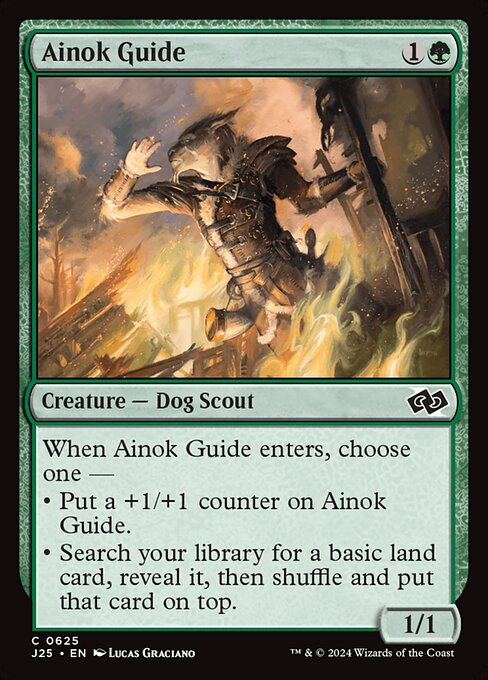 Ainok Guide 1
Creature — Dog Scout
When Ainok Guide enters, choose
one —
• Put a +1/+1 counter on Ainok
Guide.
• Search your library for a basic land
card, reveal it, then shuffle and put
that card on top.
1/1
C 0625
J25 • EN Lucas Graciano
™ & © 2024 Wizards of the Coast